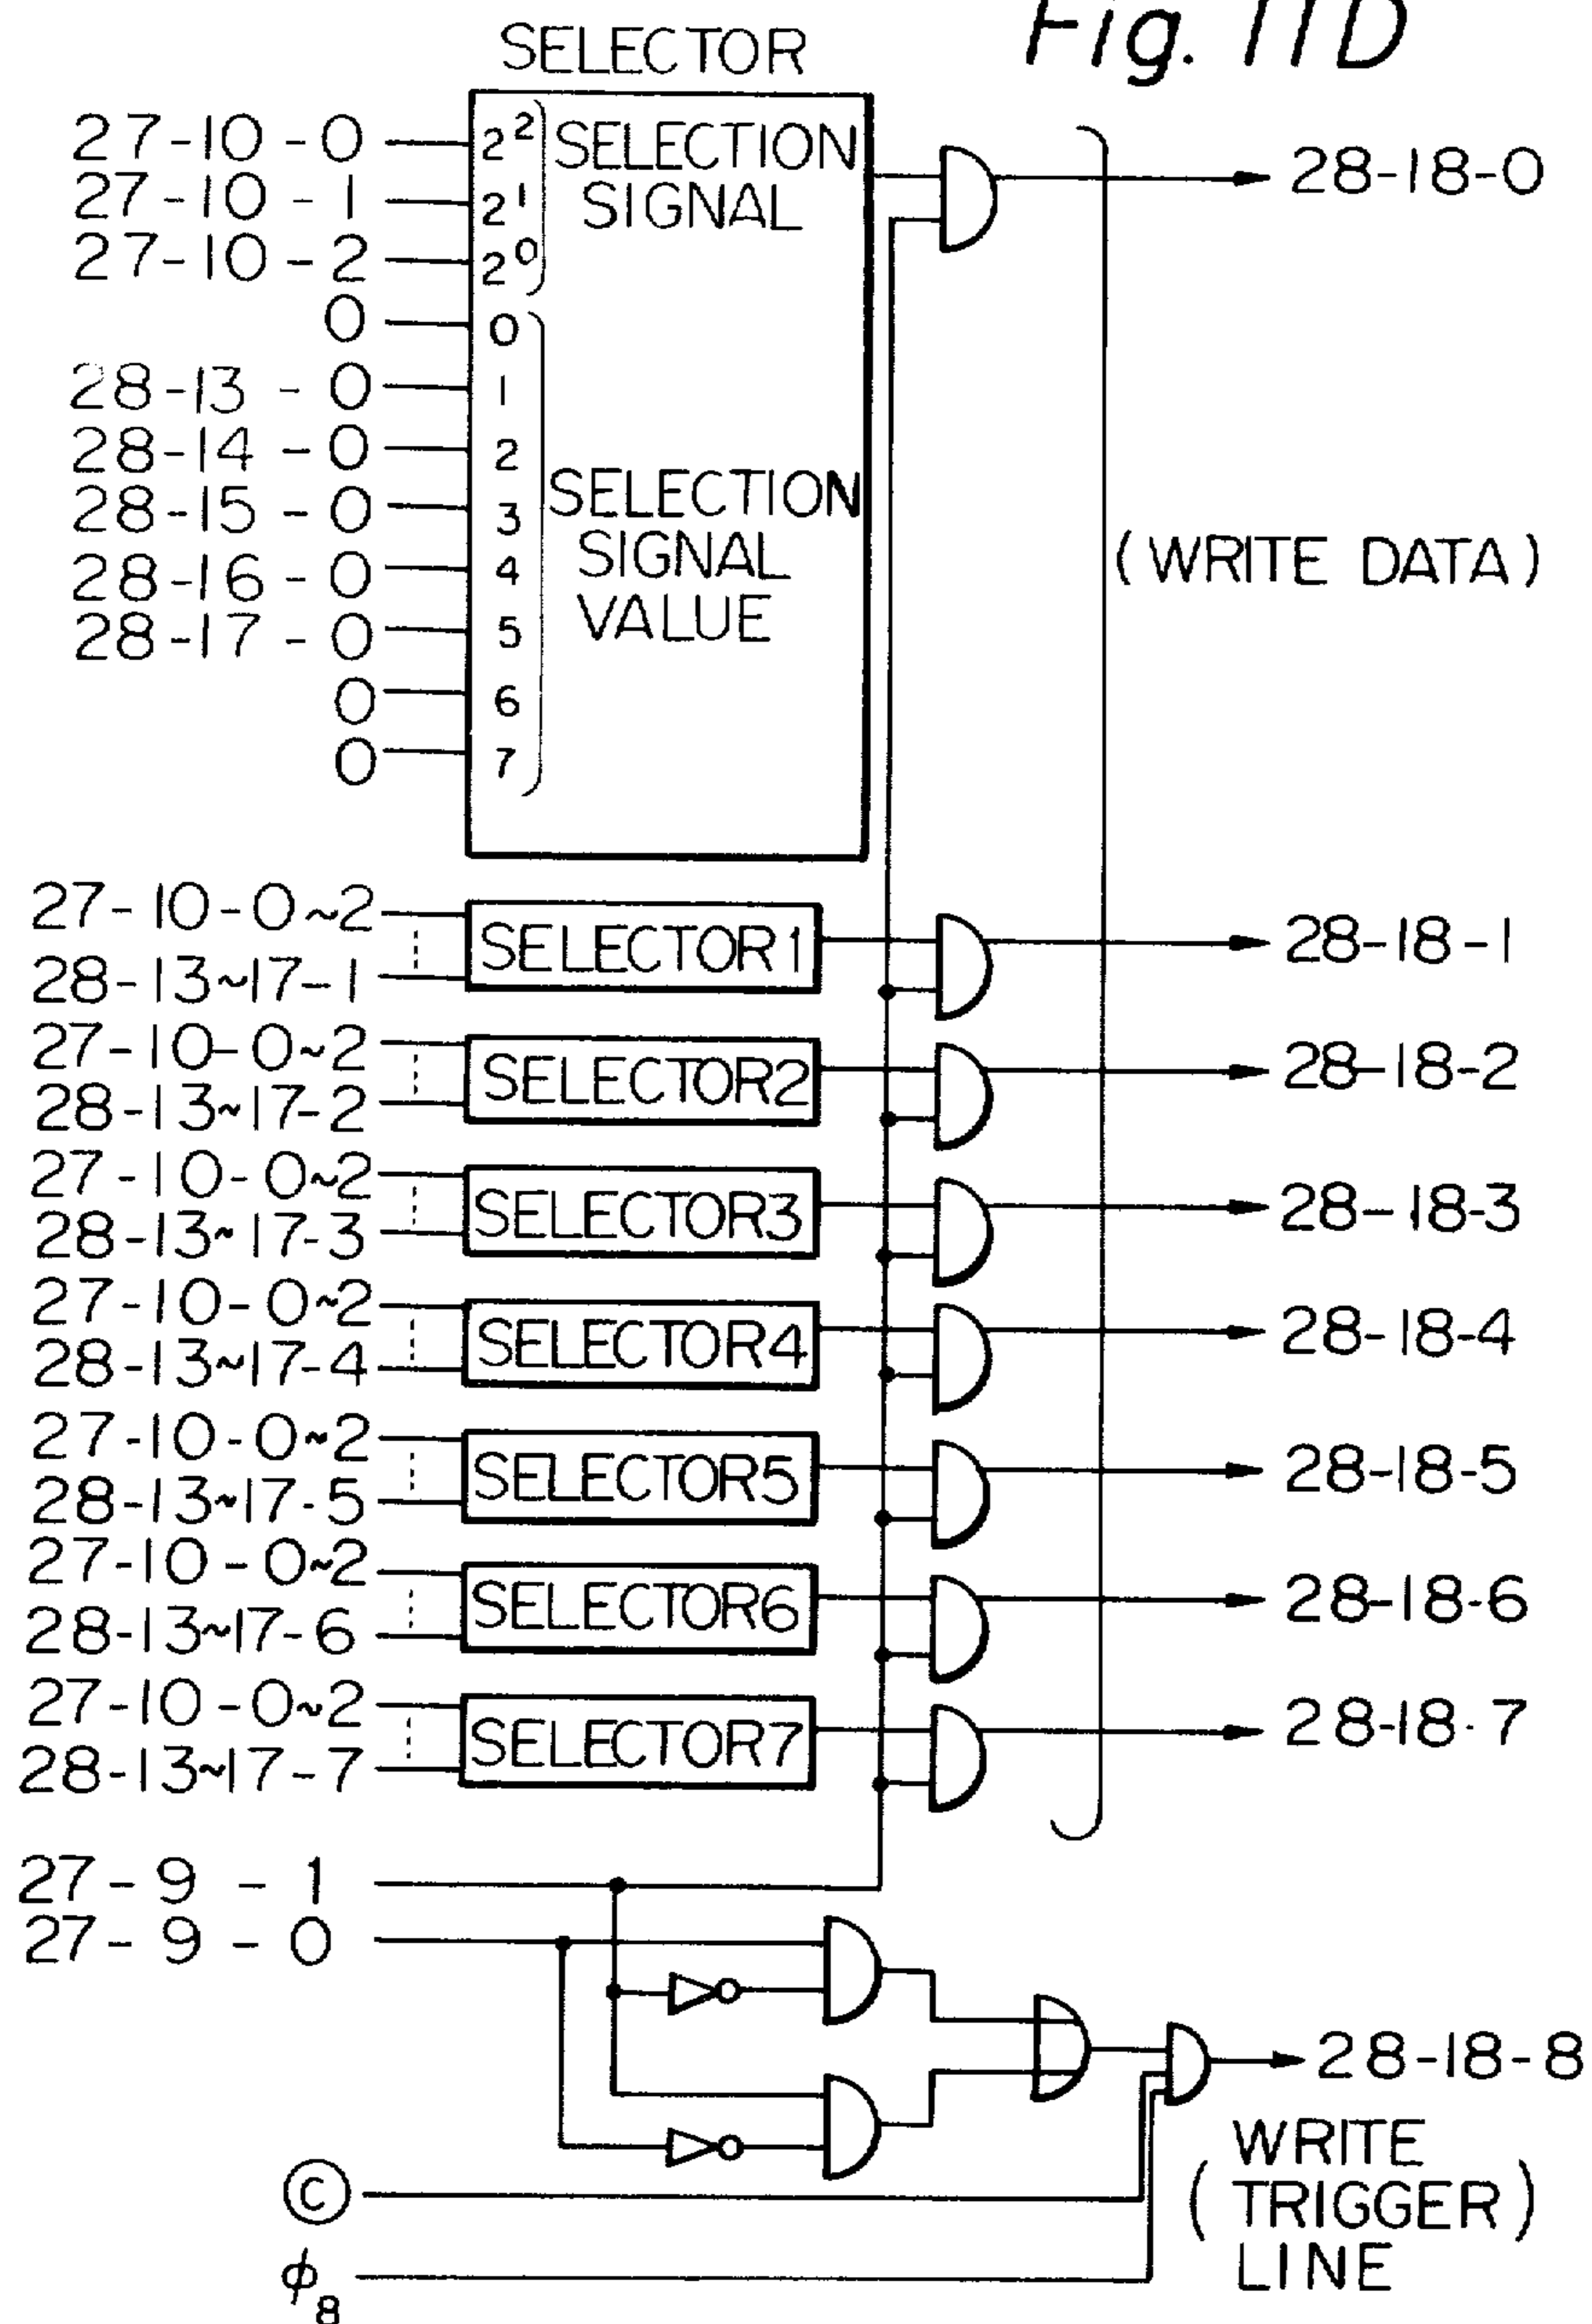 Fig. 11D
SELECTOR
27-10-0
27-10-1
27-10-2
0
28-13-0
28-14-0
28-15-0
28-16-0
28-17-0
0
0
2²
2¹
2⁰
SELECTION
SIGNAL
0
1
2
3
4
5
6
7
SELECTION
SIGNAL
VALUE
28-18-0
(WRITE DATA)
27-10-0~2
28-13~17-1
SELECTOR1
28-18-1
27-10-0~2
28-13~17-2
SELECTOR2
28-18-2
27-10-0~2
28-13~17-3
SELECTOR3
28-18-3
27-10-0~2
28-13~17-4
SELECTOR4
28-18-4
27-10-0~2
28-13~17-5
SELECTOR5
28-18-5
27-10-0~2
28-13~17-6
SELECTOR6
28-18-6
27-10-0~2
28-13~17-7
SELECTOR7
28-18-7
27-9-1
27-9-0
28-18-8
(WRITE
TRIGGER
LINE)
Ⓒ
ϕ₈